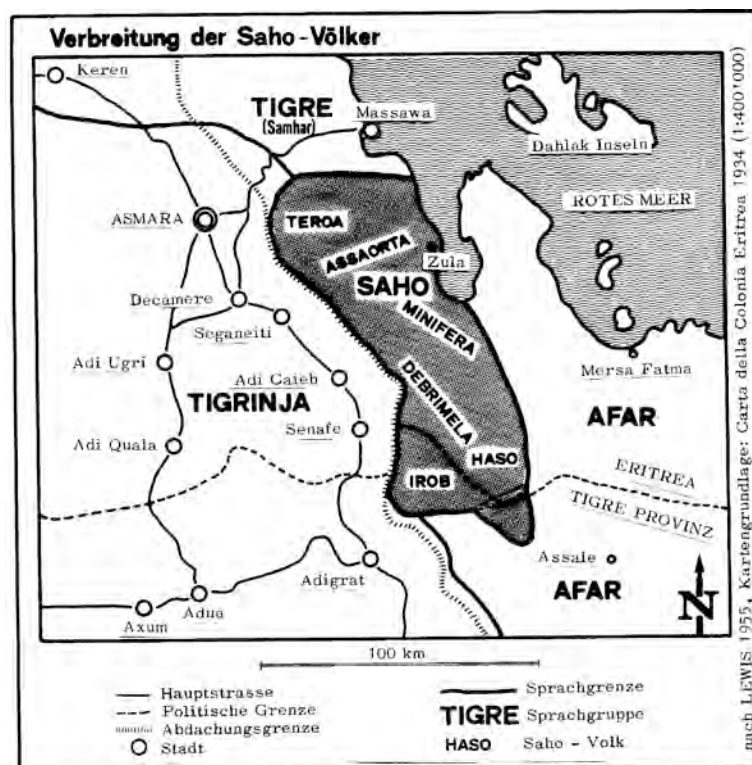 Verbreitung der Saho-Völker
Keren
TIGRE
(Samhar)
Massawa
Dahlak Inseln
ASMARA
TEROA
ROTES MEER
ASSAORTA
Zula
SAHO
Decamere
MINIFERA
Seganeiti
Adi Ugri
Mersa Fatma
Adi Caieh
TIGRINJA
DEBRIMELA
AFAR
Senafe
Adi Quala
HASO
IROB
ERITREA
TIGRE PROVINZ
Assale
Adigrat
AFAR
Adua
Axum
N
100 km
Hauptstrasse
Politische Grenze
Abdachungsgrenze
Stadt
Sprachgrenze
TIGRE Sprachgruppe
HASO Saho - Volk
nach LEWIS 1955, Kartengrundlage: Carta della Colonia Eritrea 1934 (1:400'000)